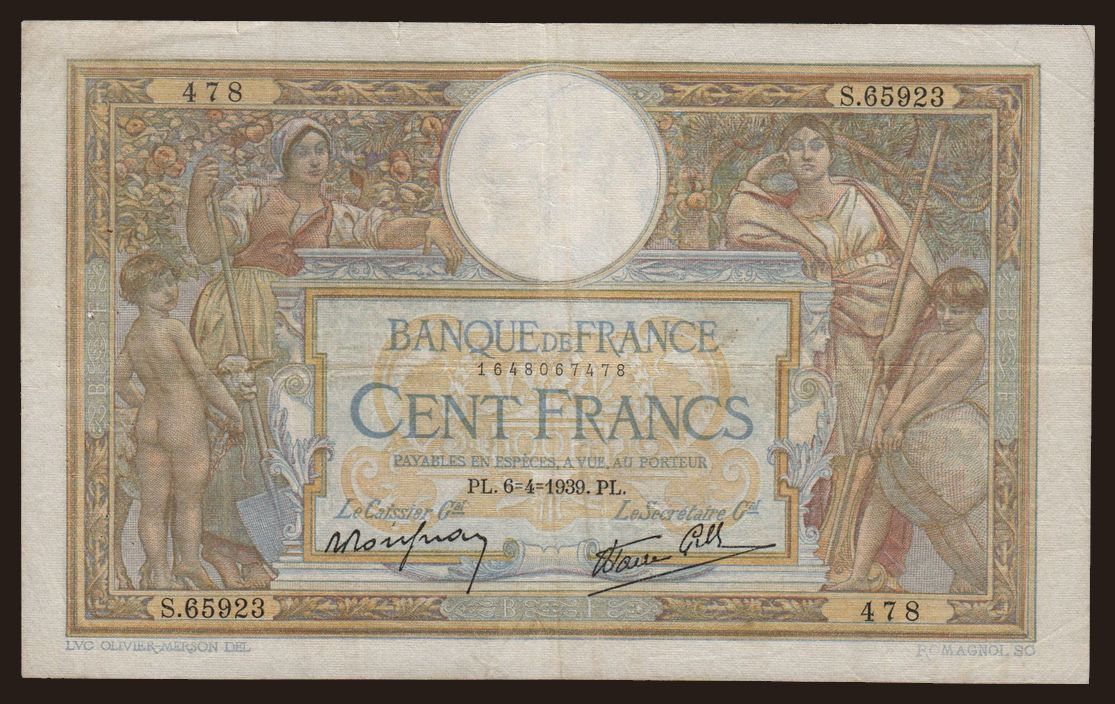 478
S.65923
BANQUE DE FRANCE
1648067478
CENT FRANCS
PAYABLES EN ESPÈCES, A VUE, AU PORTEUR
PL. 6=4=1939. PL.
Le Caissier Gal
Le Secrétaire Gal
S.65923
B F
478
LVC OLIVIER-MERSON DEL
ROMAGNOL SC